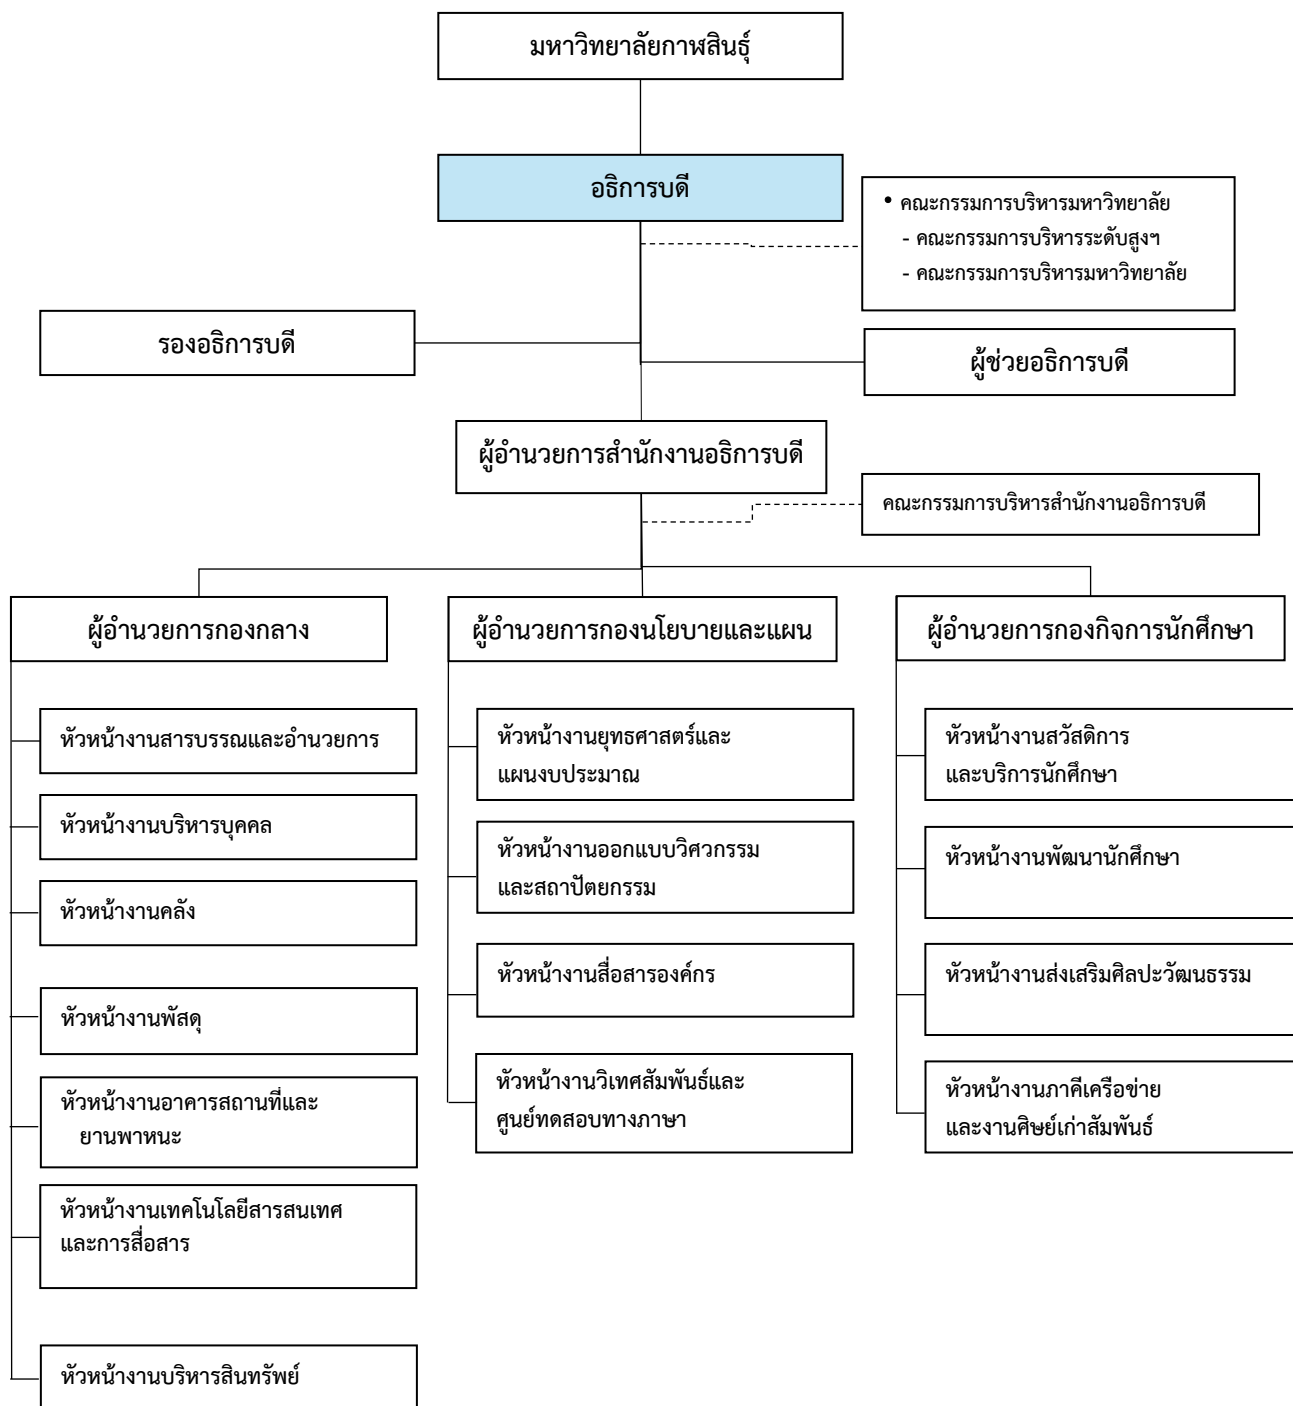 มหาวิทยาลัยกาฬสินธุ์
อธิการบดี
• คณะกรรมการบริหารมหาวิทยาลัย
- คณะกรรมการบริหารระดับสูงฯ
- คณะกรรมการบริหารมหาวิทยาลัย
รองอธิการบดี
ผู้ช่วยอธิการบดี
ผู้อำนวยการสำนักงานอธิการบดี
คณะกรรมการบริหารสำนักงานอธิการบดี
ผู้อำนวยการกองกลาง
หัวหน้างานสารบรรณและอำนวยการ
หัวหน้างานบริหารบุคคล
หัวหน้างานคลัง
หัวหน้างานพัสดุ
หัวหน้างานอาคารสถานที่และ
ยานพาหนะ
หัวหน้างานเทคโนโลยีสารสนเทศ
และการสื่อสาร
หัวหน้างานบริหารสินทรัพย์
ผู้อำนวยการกองนโยบายและแผน
หัวหน้างานยุทธศาสตร์และ
แผนงบประมาณ
หัวหน้างานออกแบบวิศวกรรม
และสถาปัตยกรรม
หัวหน้างานสื่อสารองค์กร
หัวหน้างานวิเทศสัมพันธ์และ
ศูนย์ทดสอบทางภาษา
ผู้อำนวยการกองกิจการนักศึกษา
หัวหน้างานสวัสดิการ
และบริการนักศึกษา
หัวหน้างานพัฒนานักศึกษา
หัวหน้างานส่งเสริมศิลปะวัฒนธรรม
หัวหน้างานภาคีเครือข่าย
และงานศิษย์เก่าสัมพันธ์